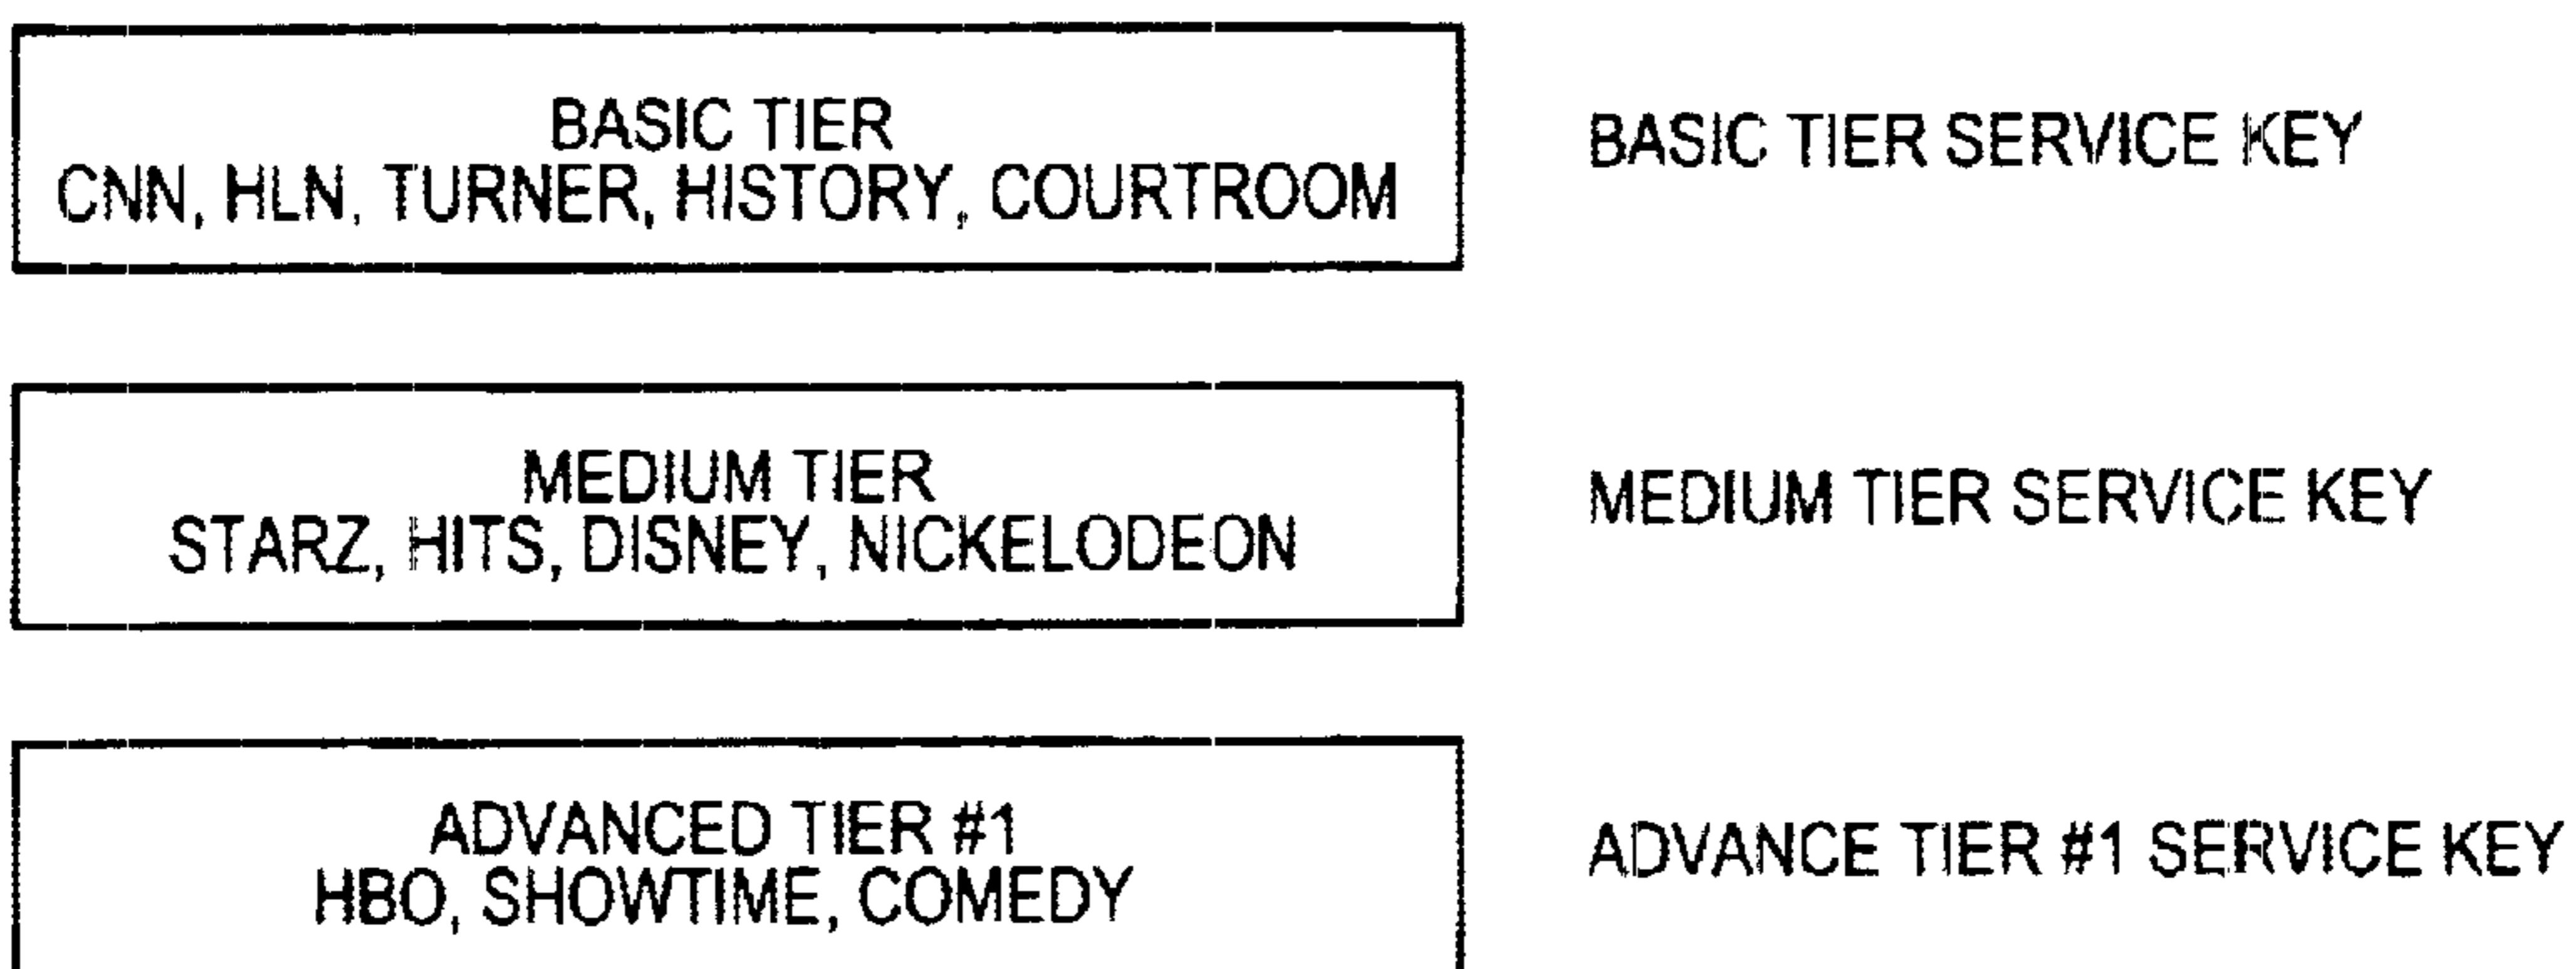 BASIC TIER
CNN, HLN, TURNER, HISTORY, COURTROOM
BASIC TIER SERVICE KEY
MEDIUM TIER
STARZ, HITS, DISNEY, NICKELODEON
MEDIUM TIER SERVICE KEY
ADVANCED TIER #1
HBO, SHOWTIME, COMEDY
ADVANCE TIER #1 SERVICE KEY